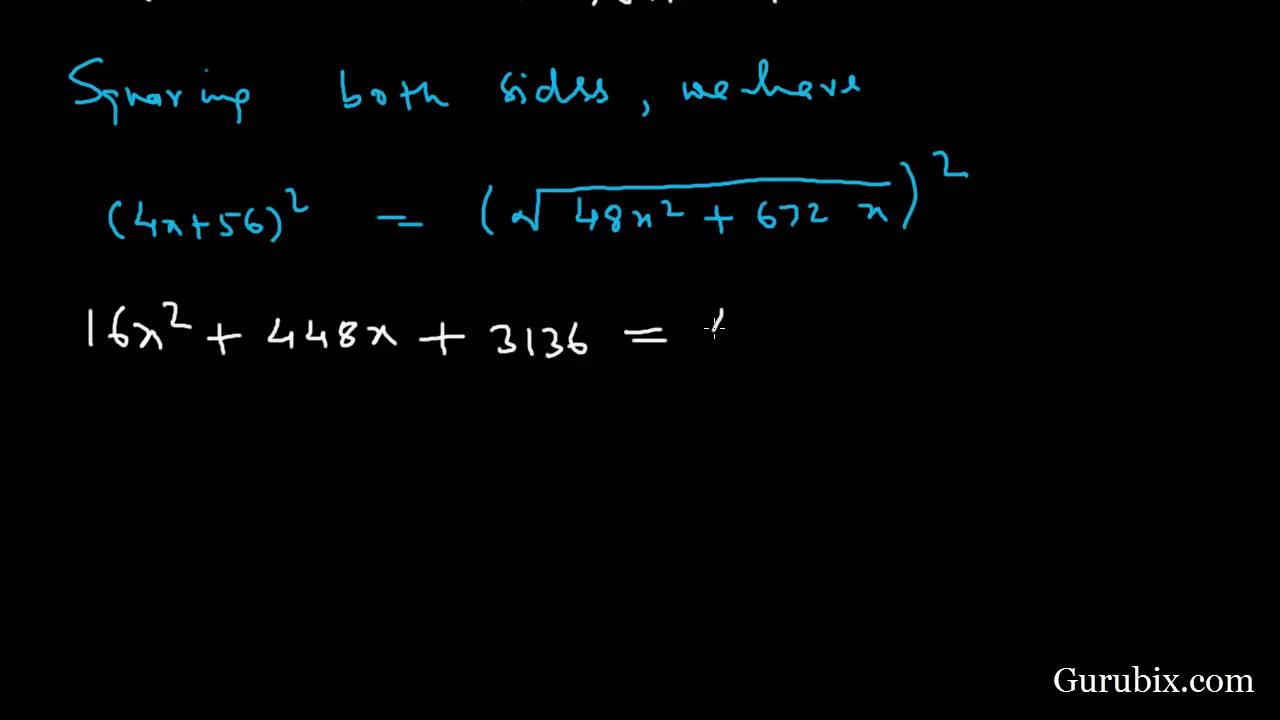 Squaring both sides, we have
(4x+56)² = (√48x² + 672 x)²
16x² + 448x + 3136 =
Gurubix.com